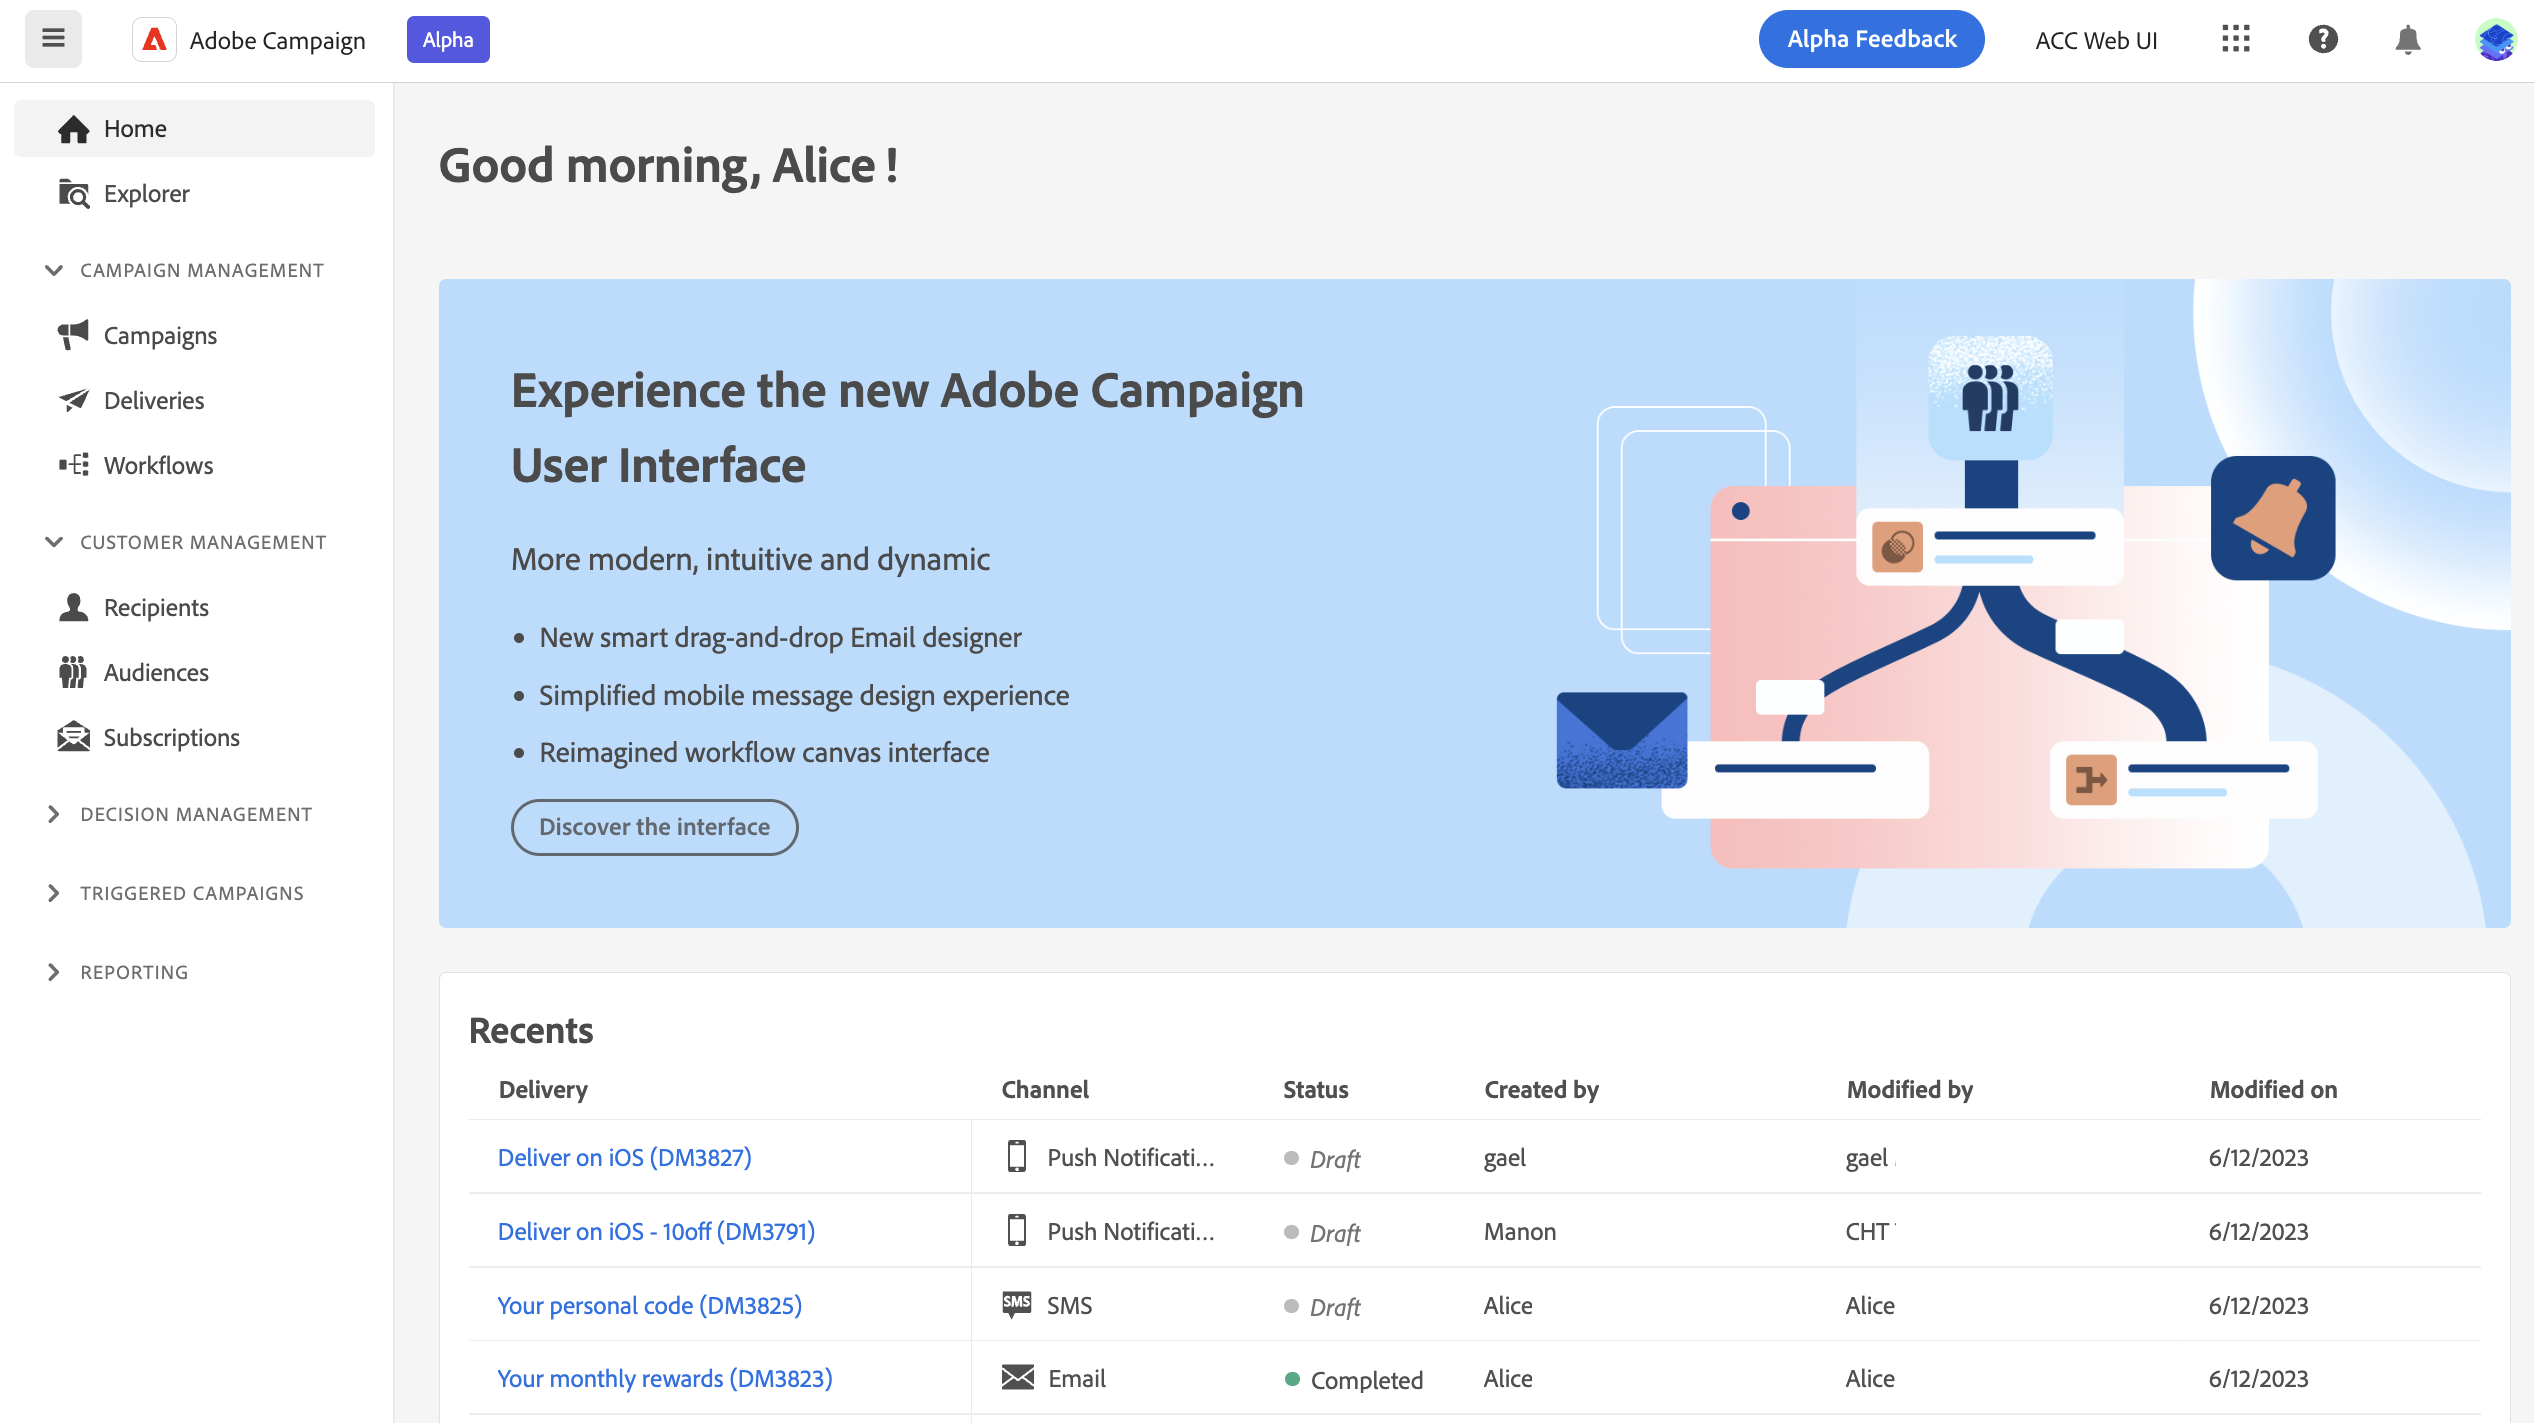 Adobe Campaign
Alpha
Alpha Feedback
ACC Web UI
Home
Explorer
CAMPAIGN MANAGEMENT
Campaigns
Deliveries
Workflows
CUSTOMER MANAGEMENT
Recipients
Audiences
Subscriptions
DECISION MANAGEMENT
TRIGGERED CAMPAIGNS
REPORTING
Good morning, Alice !
Experience the new Adobe Campaign
User Interface
More modern, intuitive and dynamic
• New smart drag-and-drop Email designer
• Simplified mobile message design experience
• Reimagined workflow canvas interface
Discover the interface
Recents
Delivery Channel Status Created by Modified by Modified on
Deliver on iOS (DM3827) Push Notificati... Draft gael gael 6/12/2023
Deliver on iOS - 10off (DM3791) Push Notificati... Draft Manon CHT 6/12/2023
Your personal code (DM3825) SMS SMS Draft Alice Alice 6/12/2023
Your monthly rewards (DM3823) Email Completed Alice Alice 6/12/2023